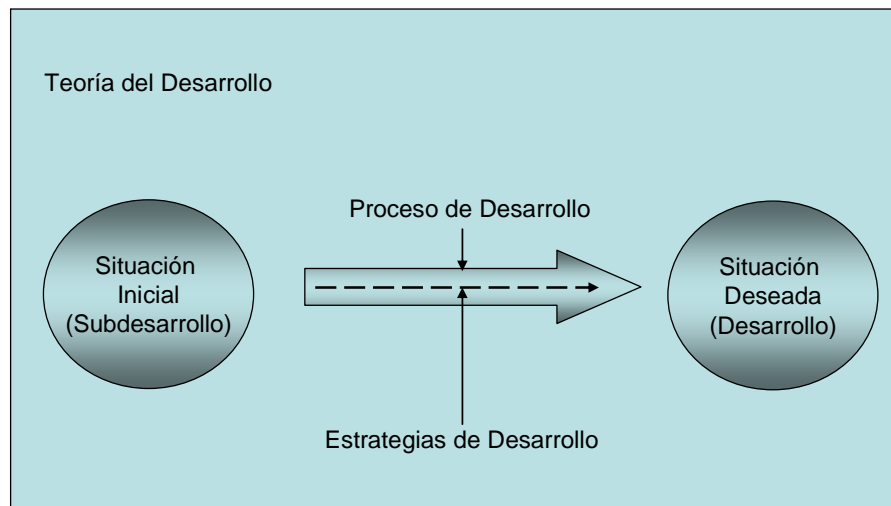 Teoría del Desarrollo
Proceso de Desarrollo
Situación
Inicial
(Subdesarrollo)
Situación
Deseada
(Desarrollo)
Estrategias de Desarrollo